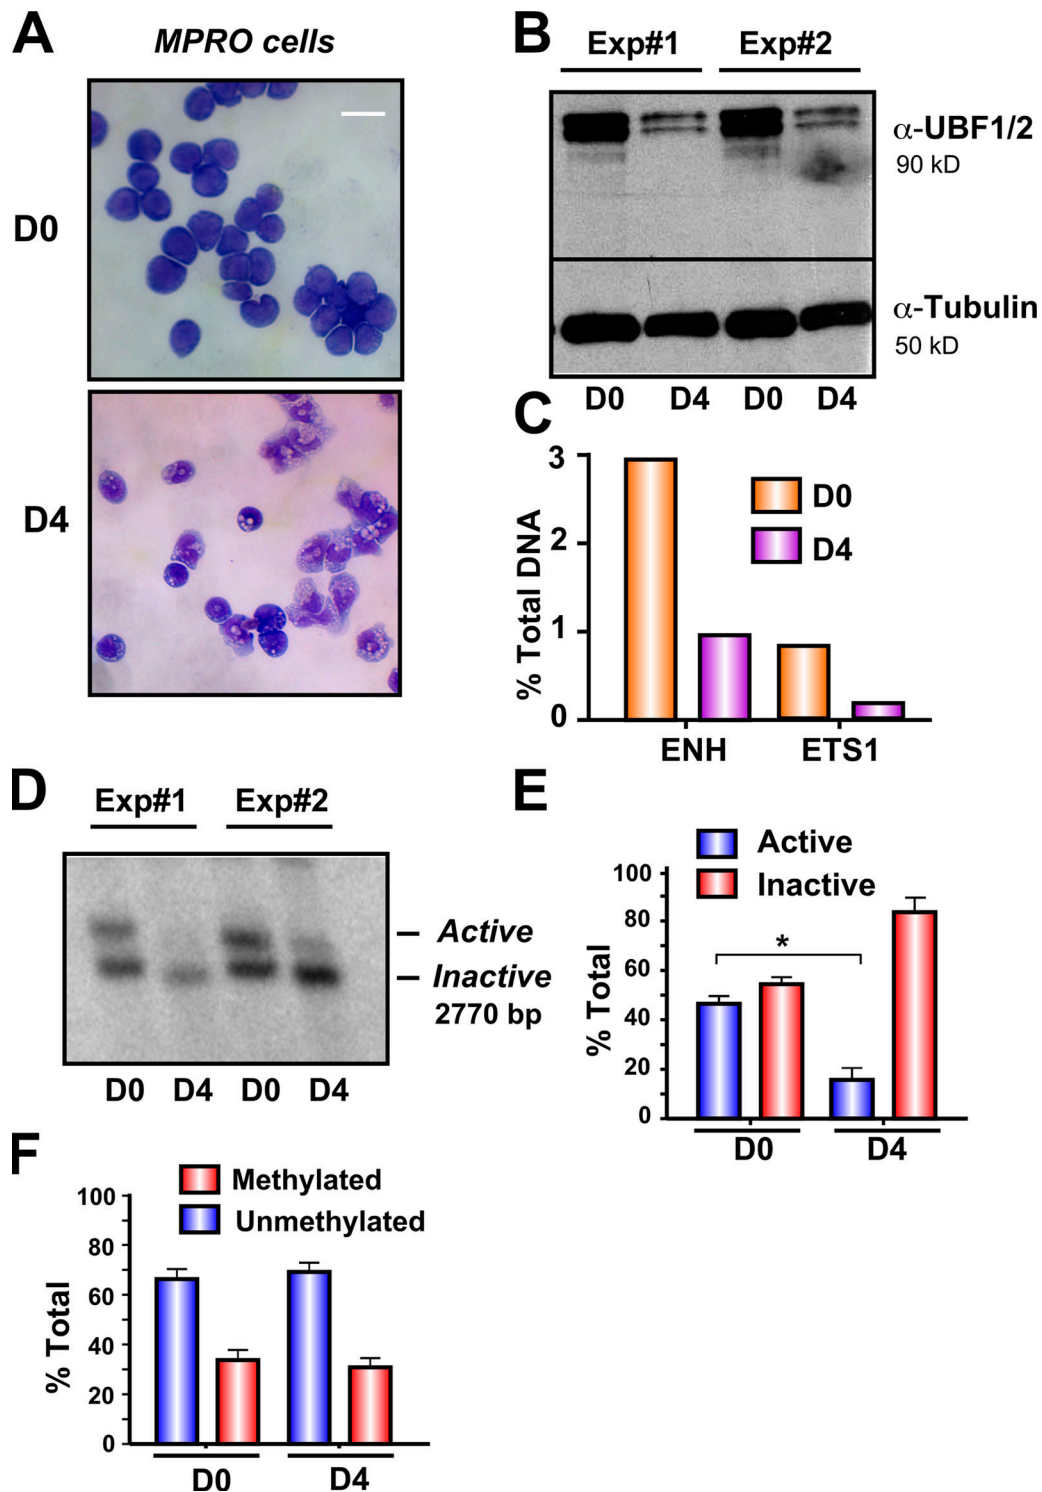 A
MPRO cells
D0
D4
B
Exp#1 Exp#2
α-UBF1/2
90 kD
α-Tubulin
50 kD
D0 D4 D0 D4
C
% Total DNA
3
2
1
0
D0
D4
ENH ETS1
D
Exp#1 Exp#2
Active
Inactive
2770 bp
D0 D4 D0 D4
E
Active
Inactive
% Total
100
80
60
40
20
0
*
D0 D4
F
Methylated
Unmethylated
% Total
100
80
60
40
20
0
D0 D4